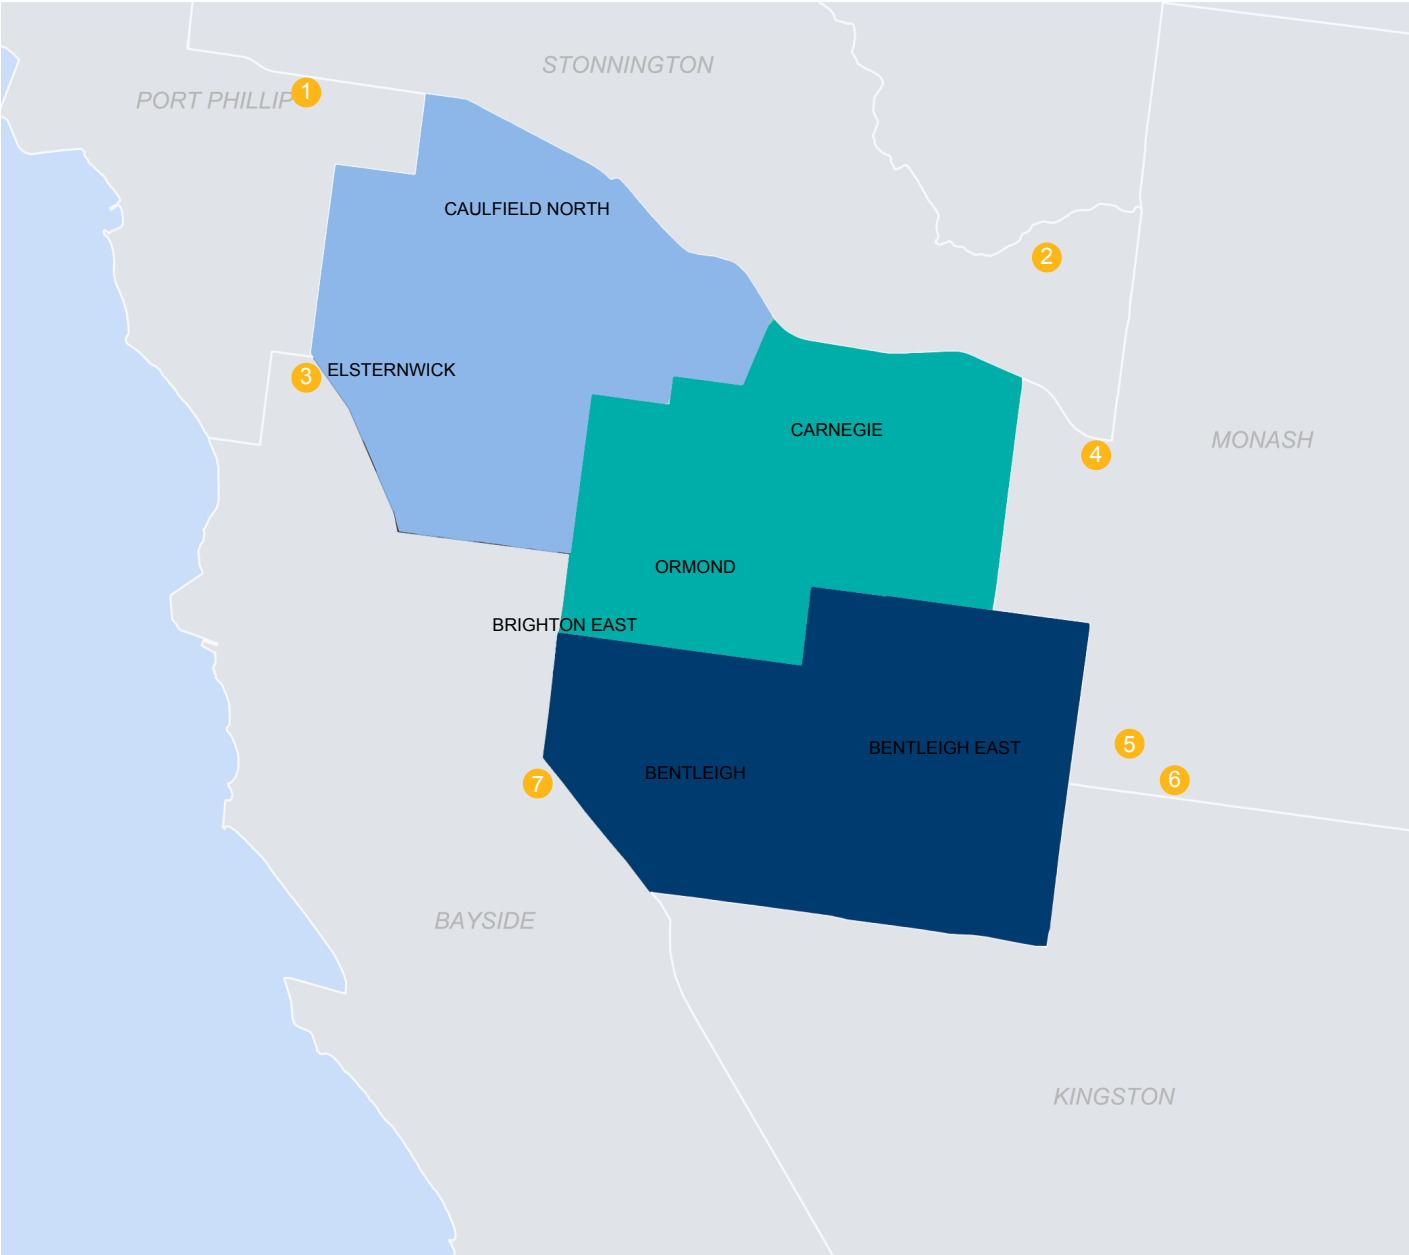 STONNINGTON
1
PORT PHILLIP
CAULFIELD NORTH
2
ELSTERNWICK
3
CARNEGIE
MONASH
4
ORMOND
BRIGHTON EAST
5
BENTLEIGH EAST
BENTLEIGH
6
7
BAYSIDE
KINGSTON